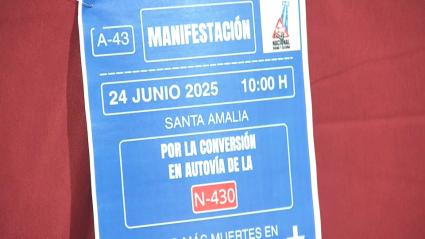 A-43
MANIFESTACIÓN
NACIONAL
24 JUNIO 2025 10:00 H
SANTA AMALIA
POR LA CONVERSIÓN
EN AUTOVÍA DE LA
N-430
MÁS MUERTES EN